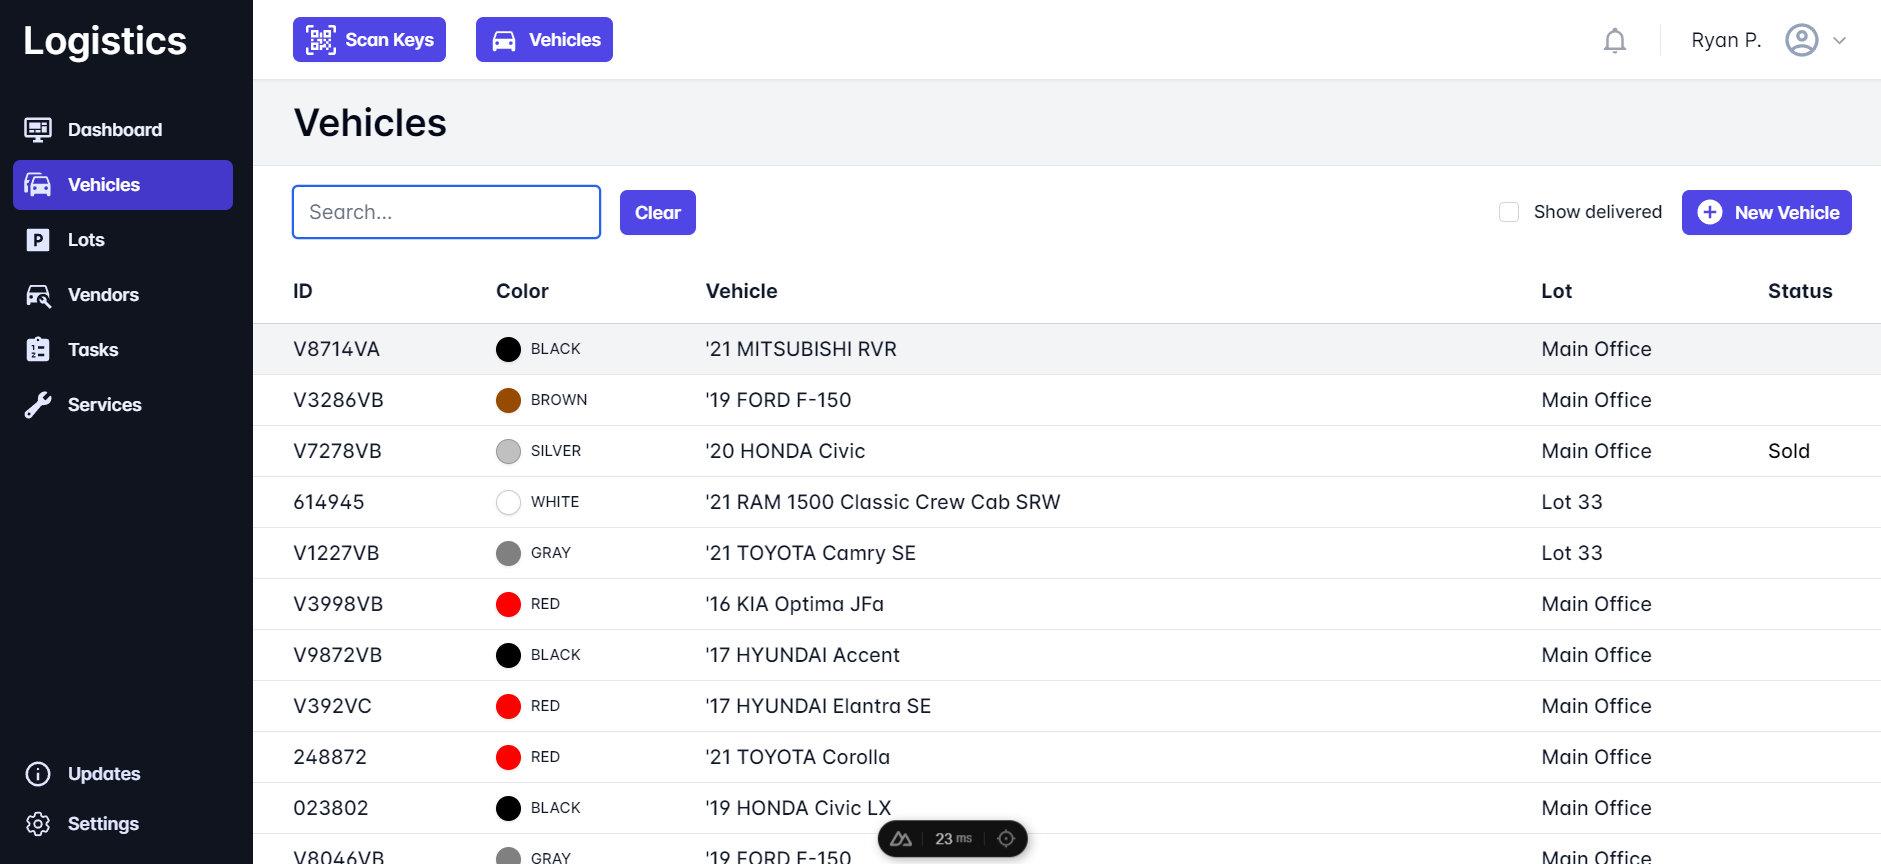 Logistics
Dashboard
Vehicles
Lots
Vendors
Tasks
Services
Updates
Settings
Scan Keys Vehicles
Ryan P.
Vehicles
Search... Clear Show delivered New Vehicle
ID Color Vehicle Lot Status
V8714VA BLACK '21 MITSUBISHI RVR Main Office
V3286VB BROWN '19 FORD F-150 Main Office
V7278VB SILVER '20 HONDA Civic Main Office Sold
614945 WHITE '21 RAM 1500 Classic Crew Cab SRW Lot 33
V1227VB GRAY '21 TOYOTA Camry SE Lot 33
V3998VB RED '16 KIA Optima JFa Main Office
V9872VB BLACK '17 HYUNDAI Accent Main Office
V392VC RED '17 HYUNDAI Elantra SE Main Office
248872 RED '21 TOYOTA Corolla Main Office
023802 BLACK '19 HONDA Civic LX Main Office
V8046VB GRAY '19 FORD F-150 Main Office
23 ms